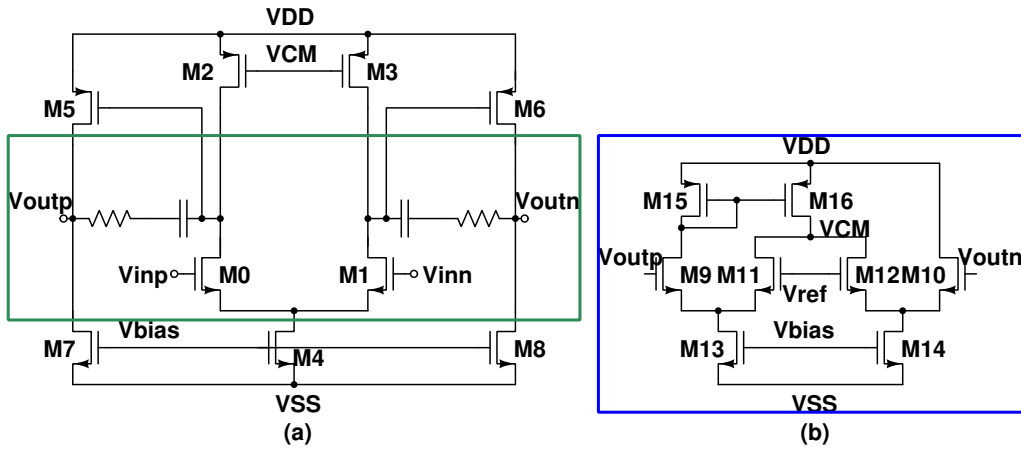 VDD
M2 VCM M3
M5 M6
Voutp Voutn
Vinp M0 M1 Vinn
M7 Vbias M4 M8
VSS
(a)
VDD
M15 M16
VCM
Voutp M9 M11 M12 M10 Voutn
Vref
M13 Vbias M14
VSS
(b)